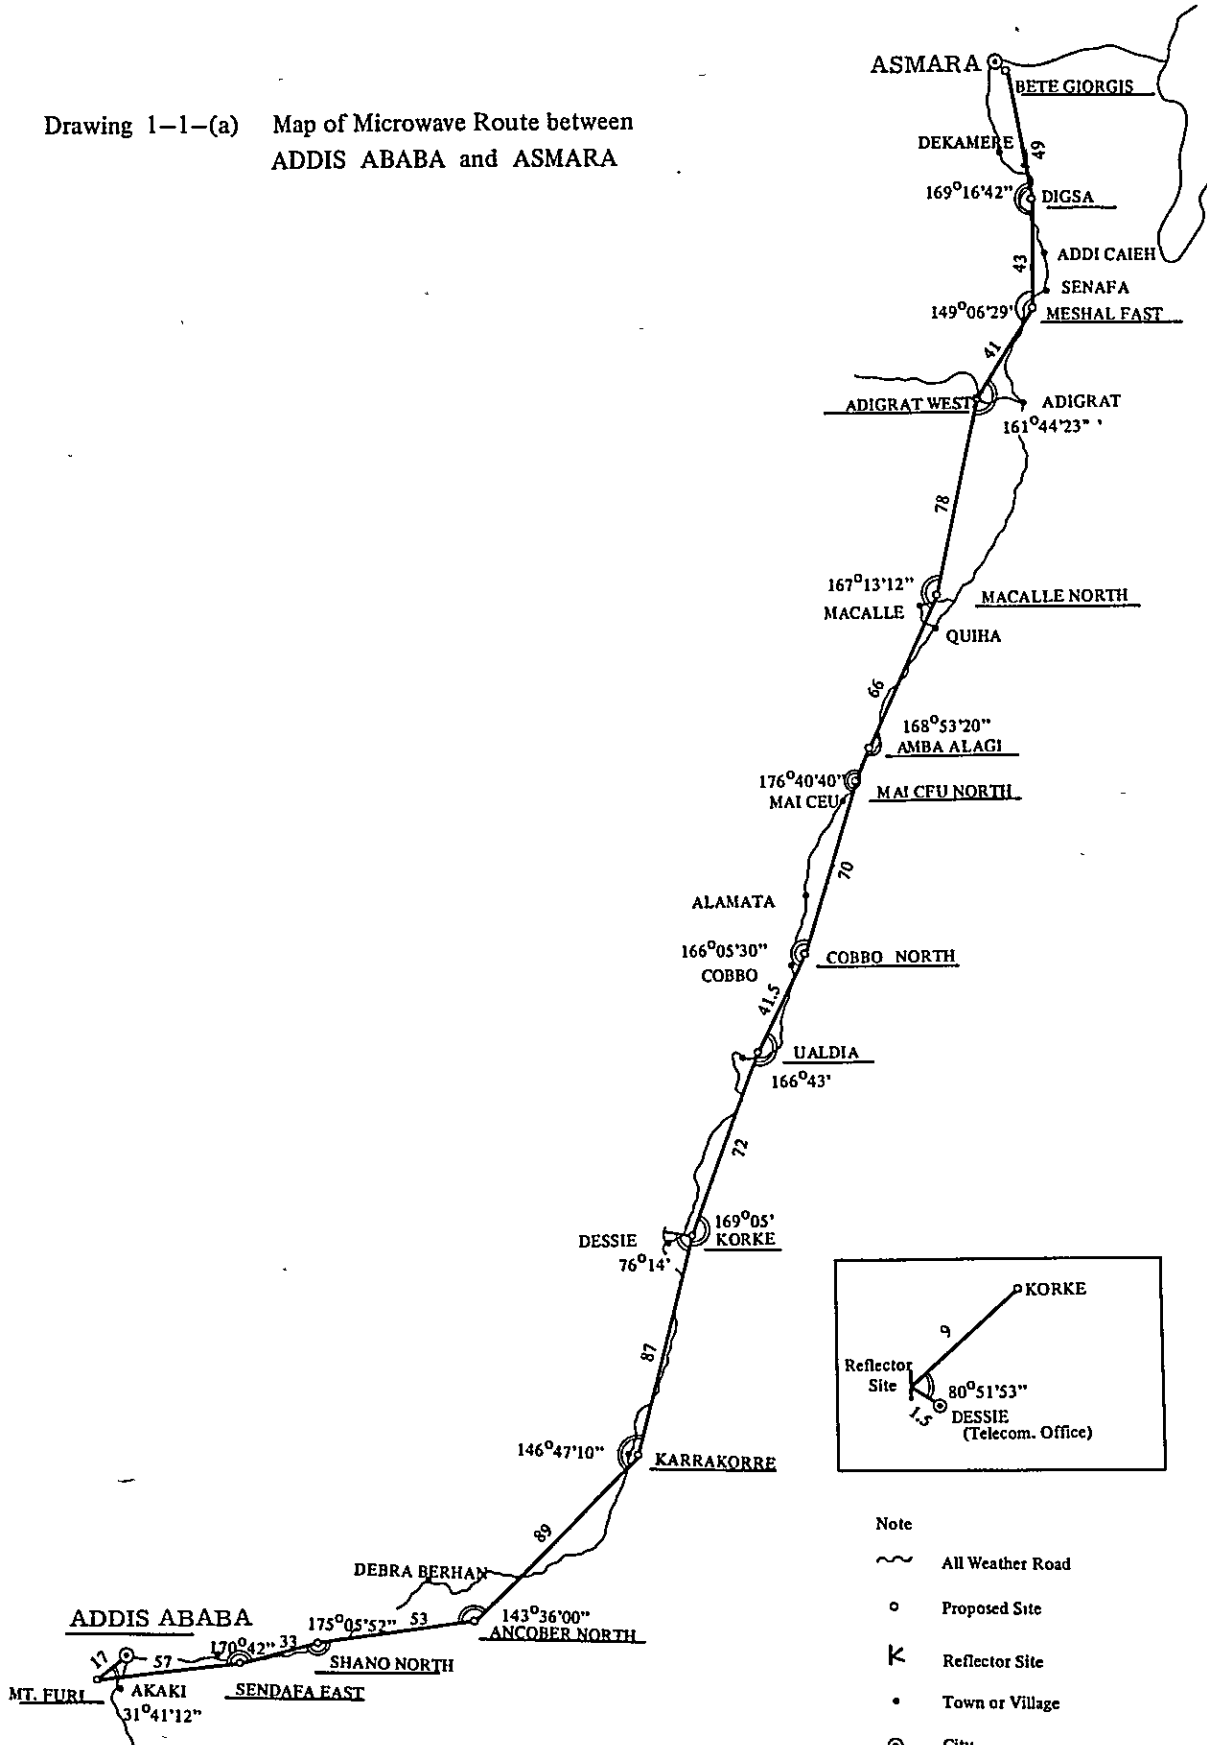 Drawing 1–1–(a) Map of Microwave Route between
ADDIS ABABA and ASMARA
ASMARA
BETE GIORGIS
DEKAMERE
49
169°16'42"
DIGSA
43
ADDI CAIEH
SENAFA
149°06'29'
MESHAL FAST
41
ADIGRAT WEST
ADIGRAT
161°44'23" '
78
167°13'12"
MACALLE NORTH
MACALLE
QUIHA
66
168°53'20"
AMBA ALAGI
176°40'40"
MAI CEU
MAI CFU NORTH
70
ALAMATA
166°05'30"
COBBO NORTH
COBBO
41.5
UALDIA
166°43'
72
169°05'
DESSIE
KORKE
76°14'
87
146°47'10"
KARRAKORRE
89
DEBRA BERHAN
ADDIS ABABA
175°05'52"
53
143°36'00"
ANCOBER NORTH
170°42"
33
17
57
SHANO NORTH
MT. FURI
AKAKI
SENDAFA EAST
31°41'12"
KORKE
9
Reflector
Site
80°51'53"
1.5
DESSIE
(Telecom. Office)
Note
All Weather Road
Proposed Site
Reflector Site
Town or Village
City